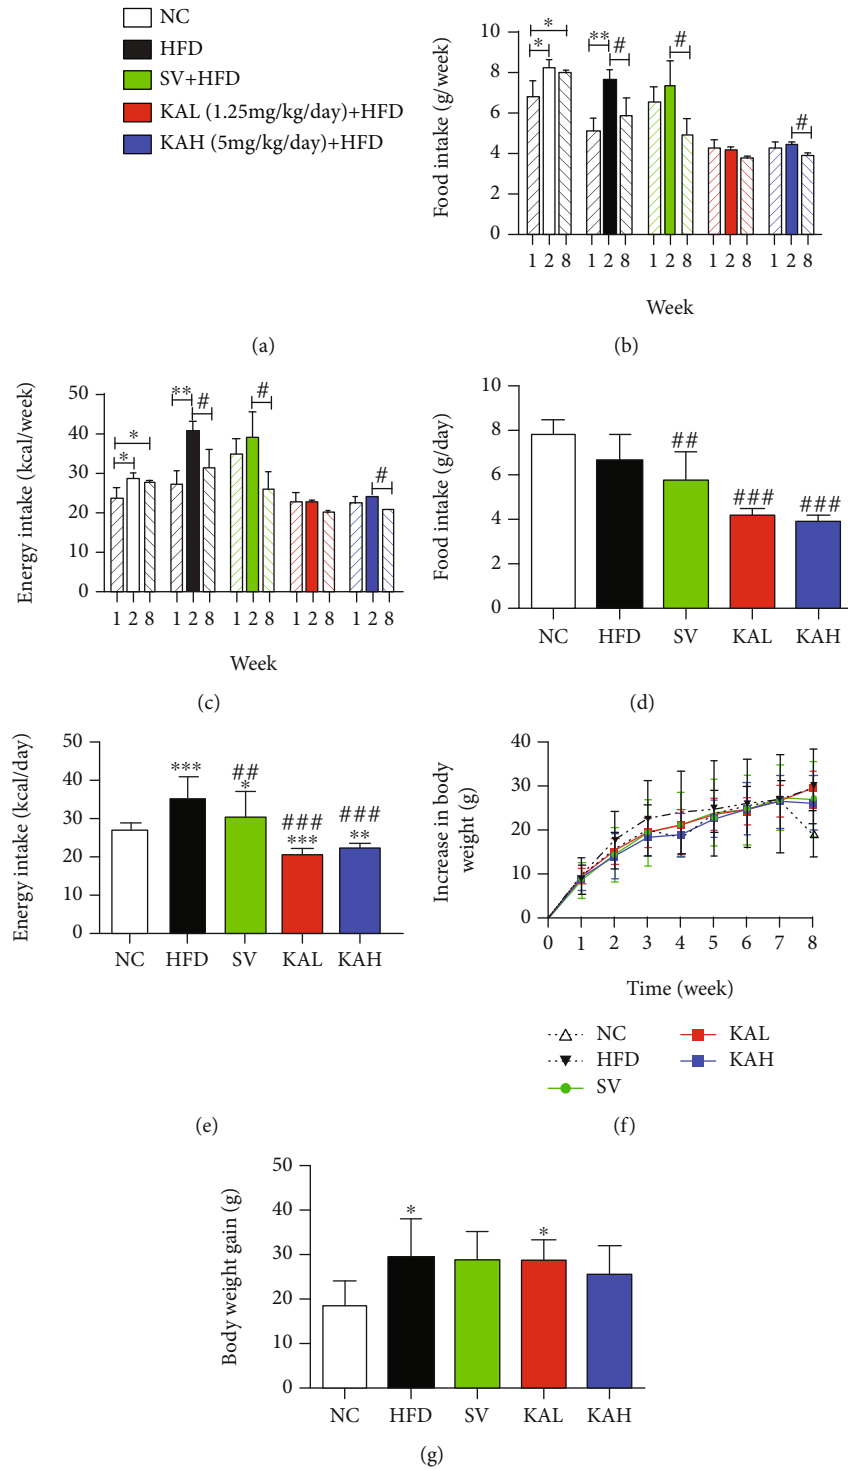 NC
HFD
SV+HFD
KAL (1.25mg/kg/day)+HFD
KAH (5mg/kg/day)+HFD
(a)
Food intake (g/week)
10
8
6
4
2
0
* * ** # # #
1 2 8 1 2 8 1 2 8 1 2 8 1 2 8
Week
(b)
Energy intake (kcal/week)
50
40
30
20
10
0
* * ** # # #
1 2 8 1 2 8 1 2 8 1 2 8 1 2 8
Week
(c)
Food intake (g/day)
8
6
4
2
0
## ### ###
NC HFD SV KAL KAH
(d)
Energy intake (kcal/day)
50
40
30
20
10
0
*** ## * ### *** ### **
NC HFD SV KAL KAH
(e)
Increase in body
weight (g)
40
30
20
10
0
0 1 2 3 4 5 6 7 8
Time (week)
NC KAL
HFD KAH
SV
(f)
Body weight gain (g)
50
40
30
20
10
0
* *
NC HFD SV KAL KAH
(g)